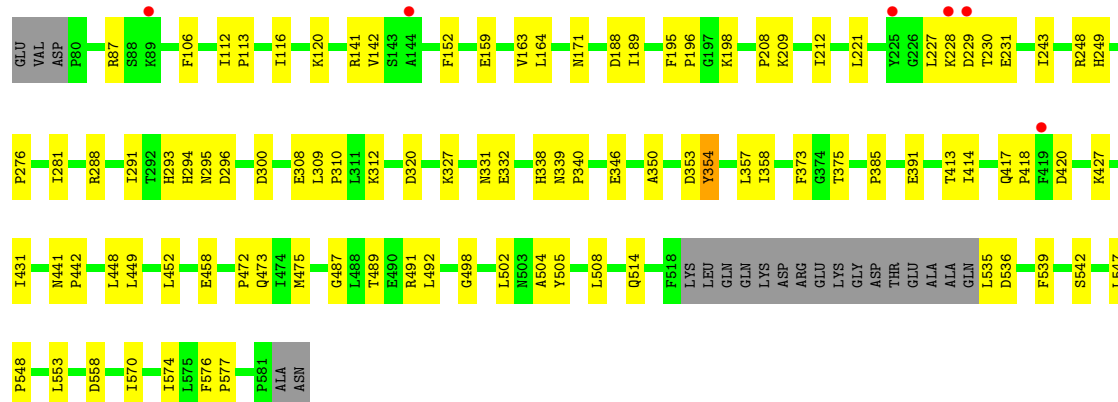 GLU VAL ASP P80 R87 S88 K89 F106 I112 P113 I116 K120 R141 V142 S143 A144 F152 E159 V163 L164 N171 D188 I189 F195 P196 G197 K198 P208 K209 I212 L221 Y225 G226 L227 K228 D229 T230 E231 I243 R248 H249
P276 I281 R288 I291 T292 H293 H294 N295 D296 D300 E308 L309 P310 L311 K312 D320 K327 N331 E332 H338 N339 P340 E346 A350 D353 Y354 L357 I358 F373 G374 T375 P385 E391 T413 I414 Q417 P418 F419 D420 K427
I431 N441 P442 L448 L449 L452 E458 P472 Q473 I474 M475 G487 L488 T489 E490 R491 L492 G498 L502 N503 A504 Y505 L508 Q514 F518 LYS LEU GLN GLN LYS ASP ARG GLU LYS GLY ASP THR GLU ALA ALA GLN L535 D536 F539 S542 L547
P548 L553 D558 I570 I574 L575 F576 P577 P581 ALA ASN